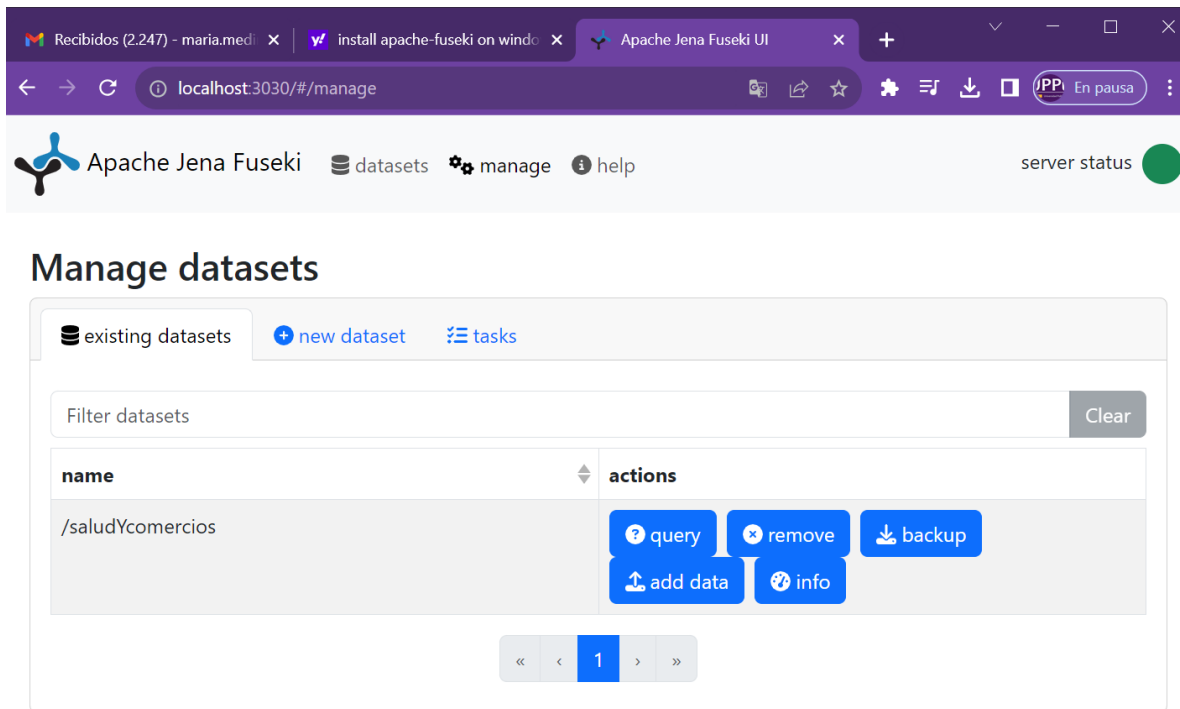 Recibidos (2.247) - maria.medi
install apache-fuseki on windo
Apache Jena Fuseki UI
localhost:3030/#/manage
En pausa
Apache Jena Fuseki datasets manage help server status
Manage datasets
existing datasets new dataset tasks
Filter datasets Clear
name actions
/saludYcomercios query remove backup
add data info
« ‹ 1 › »